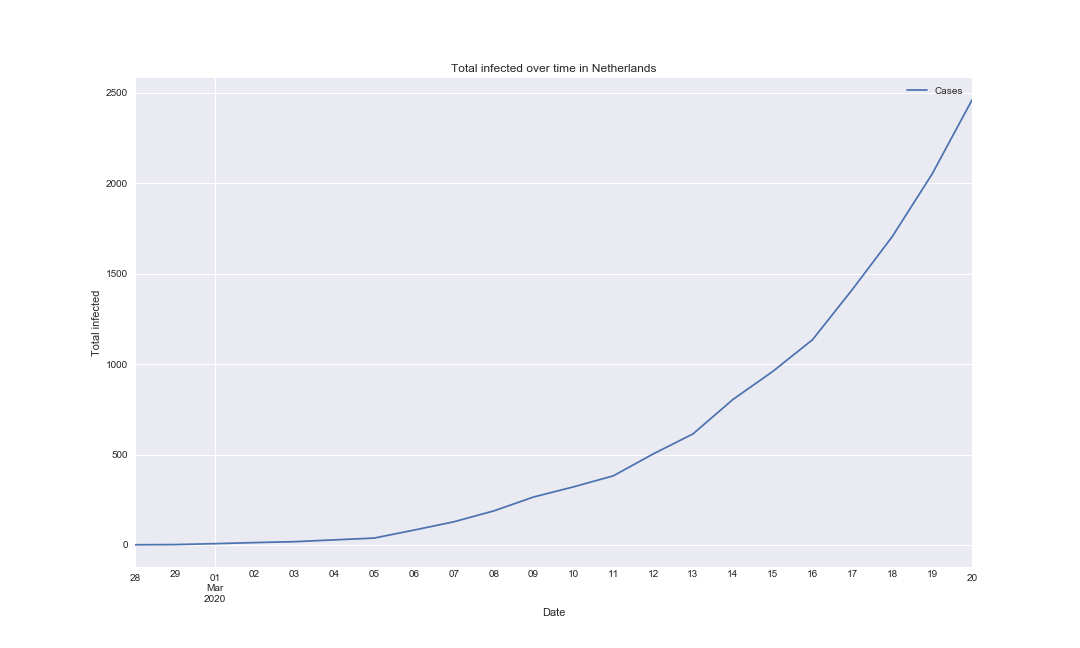 Total infected over time in Netherlands
Cases
2500
2000
1500
1000
500
0
Total infected
28 29 01 02 03 04 05 06 07 08 09 10 11 12 13 14 15 16 17 18 19 20
Mar
2020
Date